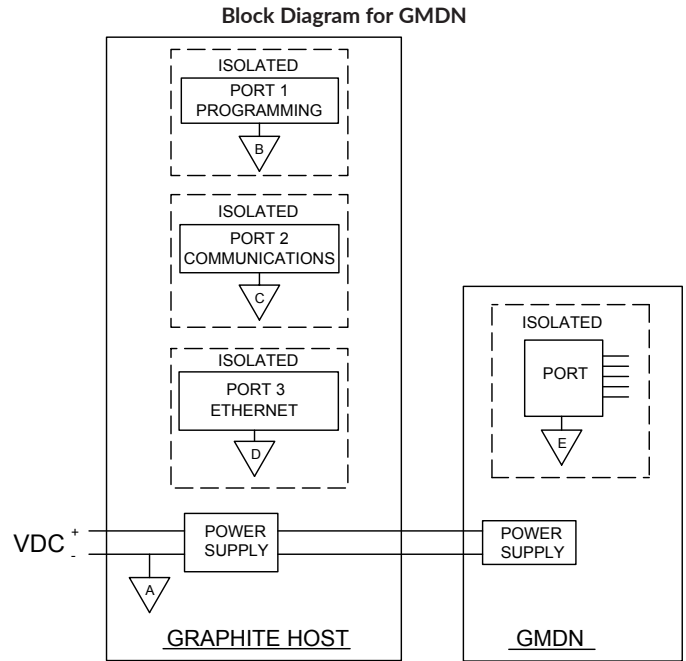 Block Diagram for GMDN
ISOLATED
PORT 1
PROGRAMMING
B
ISOLATED
PORT 2
COMMUNICATIONS
C
ISOLATED
PORT 3
ETHERNET
D
ISOLATED
PORT
E
VDC + -
POWER
SUPPLY
POWER
SUPPLY
A
GRAPHITE HOST
GMDN